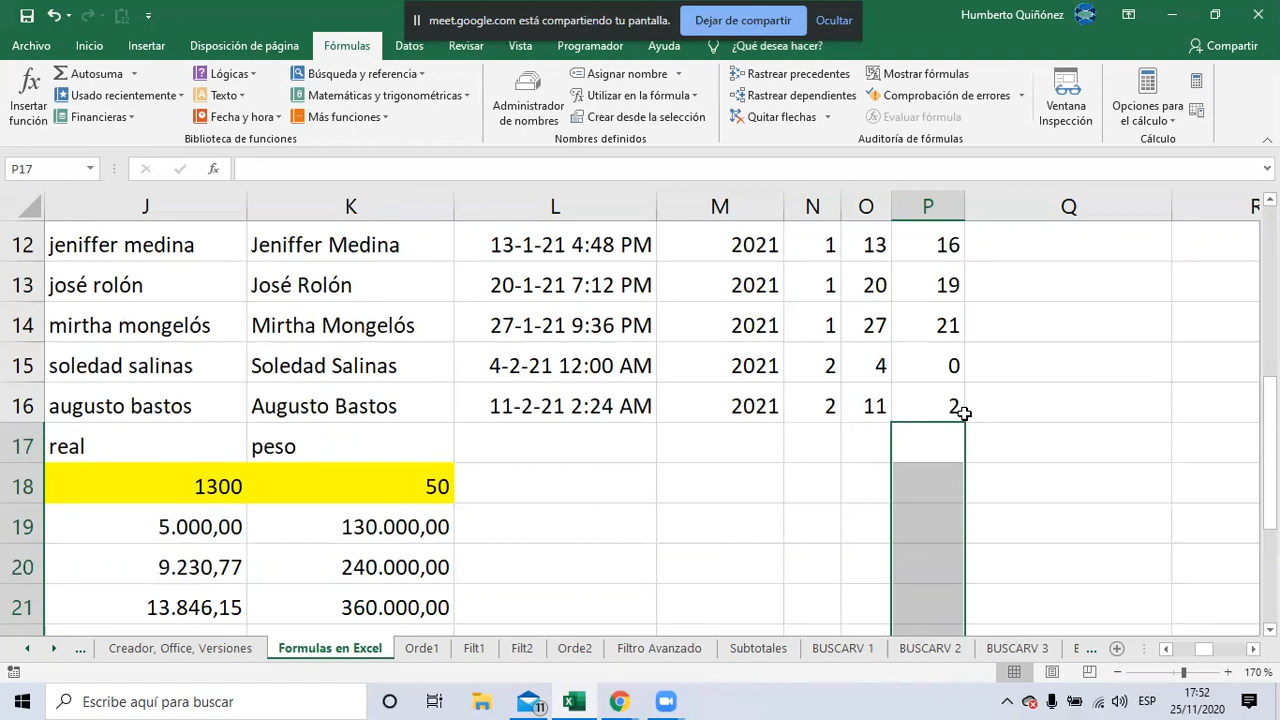 meet.google.com está compartiendo tu pantalla. Dejar de compartir Ocultar
Humberto Quiñónez
Archivo Inicio Insertar Disposición de página Fórmulas Datos Revisar Vista Programador Ayuda ¿Qué desea hacer? Compartir
Insertar función
Autosuma
Usado recientemente
Financieras
Lógicas
Texto
Fecha y hora
Búsqueda y referencia
Matemáticas y trigonométricas
Más funciones
Biblioteca de funciones
Administrador de nombres
Asignar nombre
Utilizar en la fórmula
Crear desde la selección
Nombres definidos
Rastrear precedentes
Rastrear dependientes
Quitar flechas
Mostrar fórmulas
Comprobación de errores
Evaluar fórmula
Auditoría de fórmulas
Ventana Inspección
Opciones para el cálculo
Cálculo
P17 fx
J K L M N O P Q R
12 jeniffer medina Jeniffer Medina 13-1-21 4:48 PM 2021 1 13 16
13 josé rolón José Rolón 20-1-21 7:12 PM 2021 1 20 19
14 mirtha mongelós Mirtha Mongelós 27-1-21 9:36 PM 2021 1 27 21
15 soledad salinas Soledad Salinas 4-2-21 12:00 AM 2021 2 4 0
16 augusto bastos Augusto Bastos 11-2-21 2:24 AM 2021 2 11 2
17 real peso
18 1300 50
19 5.000,00 130.000,00
20 9.230,77 240.000,00
21 13.846,15 360.000,00
... Creador, Office, Versiones Formulas en Excel Orde1 Filt1 Filt2 Orde2 Filtro Avanzado Subtotales BUSCARV 1 BUSCARV 2 BUSCARV 3 E ...
170 %
Escribe aquí para buscar
11
ESP
17:52
25/11/2020